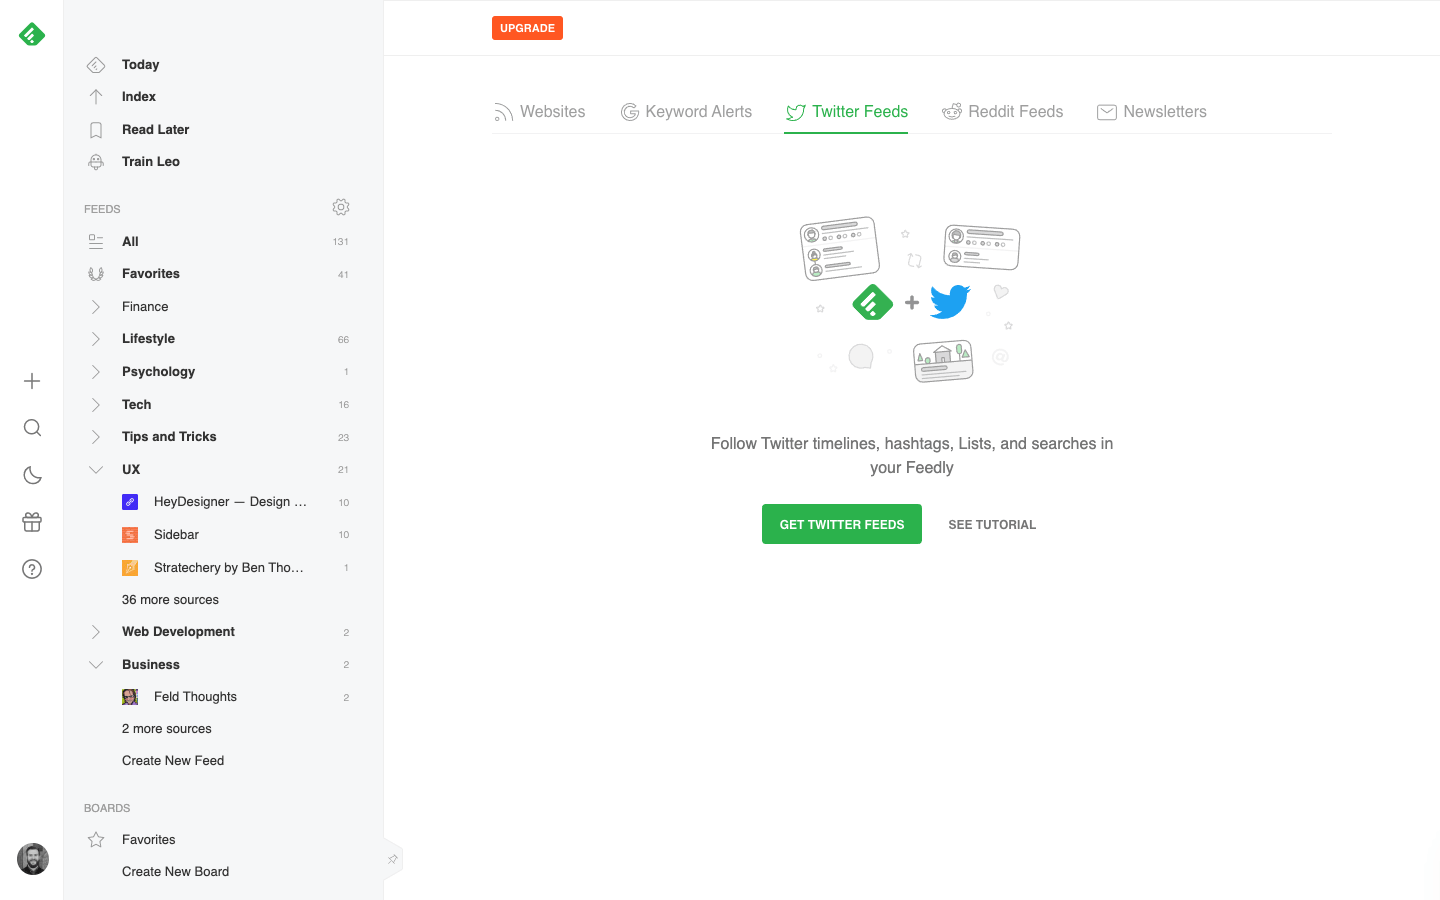 UPGRADE
Websites
Keyword Alerts
Twitter Feeds
Reddit Feeds
Newsletters
Today
Index
Read Later
Train Leo
FEEDS
All 131
Favorites 41
Finance
Lifestyle 66
Psychology 1
Tech 16
Tips and Tricks 23
UX 21
HeyDesigner — Design ... 10
Sidebar 10
Stratechery by Ben Tho... 1
36 more sources
Web Development 2
Business 2
Feld Thoughts 2
2 more sources
Create New Feed
BOARDS
Favorites
Create New Board
Follow Twitter timelines, hashtags, Lists, and searches in
your Feedly
GET TWITTER FEEDS
SEE TUTORIAL